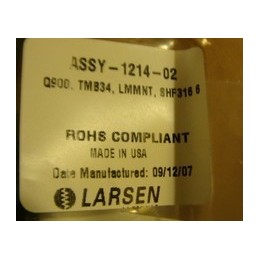 ASSY-1214-02
Q900, TMB34, LMMNT, SHF316 6
ROHS COMPLIANT
MADE IN USA
Date Manufactured: 09/12/07
LARSEN